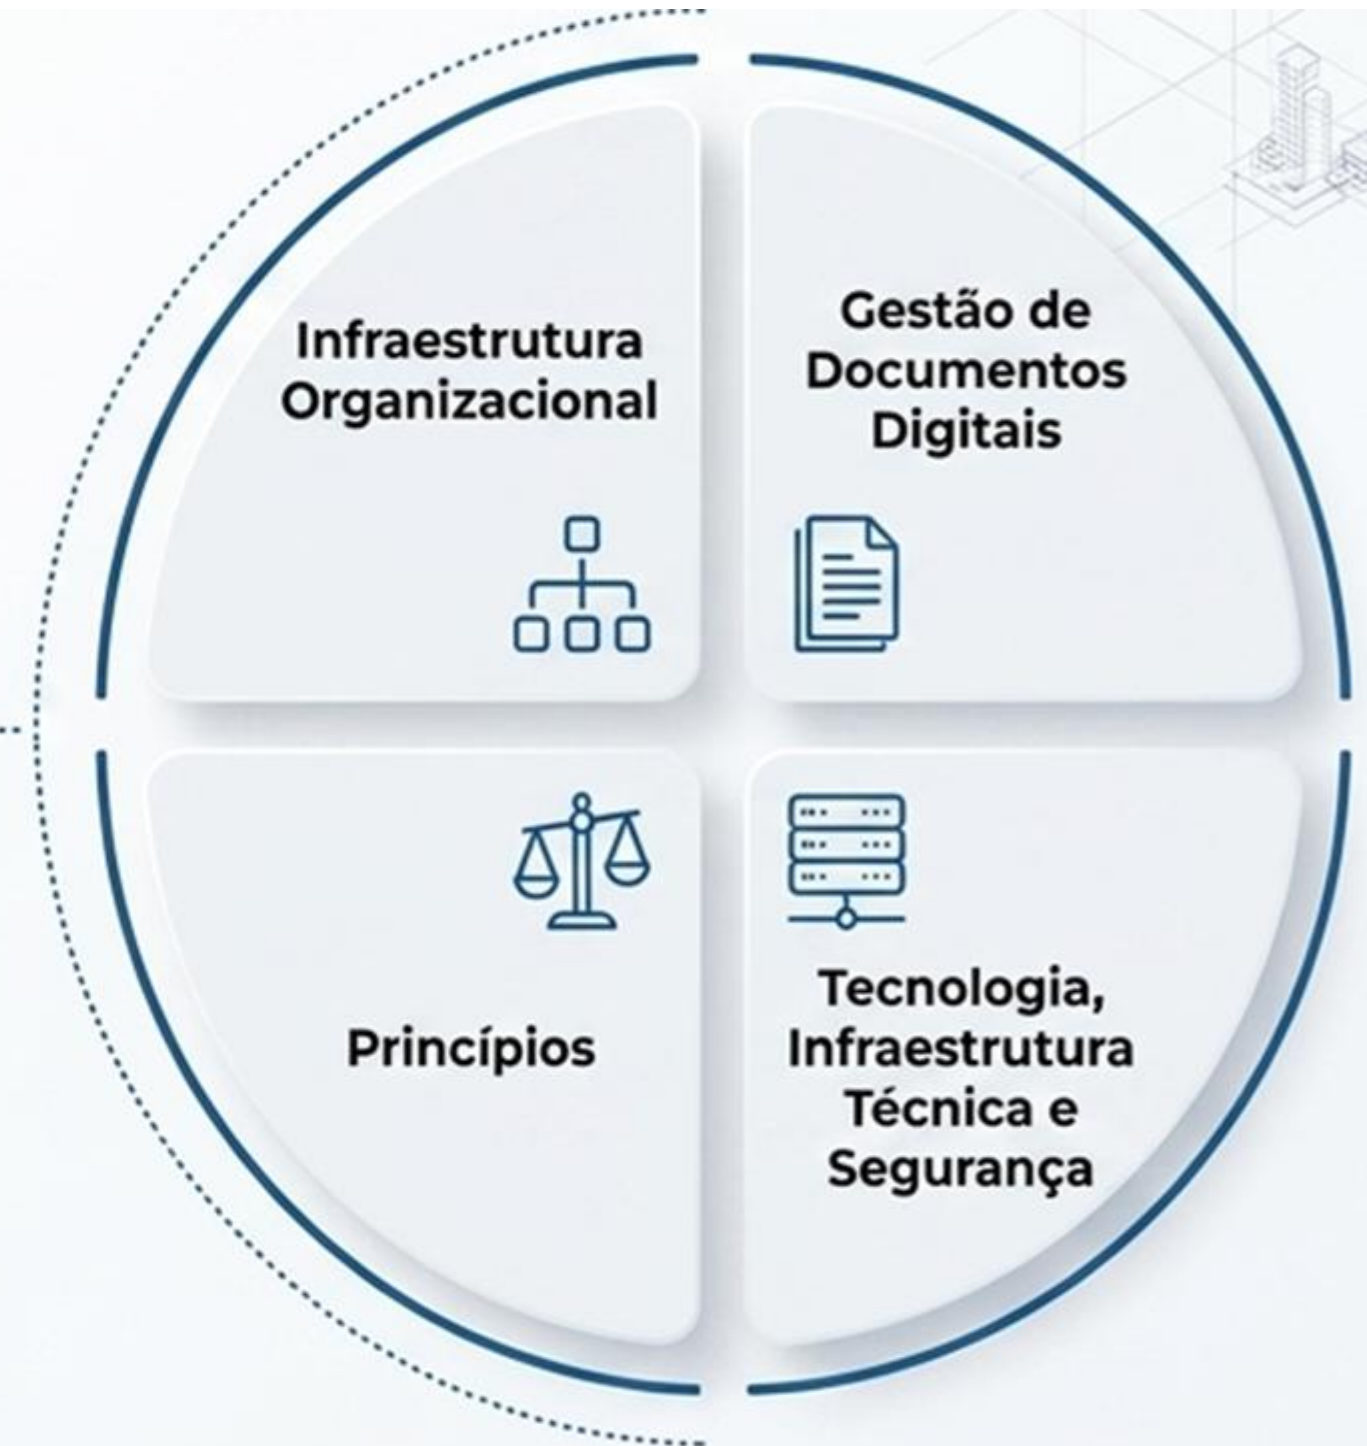 Infraestrutura
Organizacional
Gestão de
Documentos
Digitais
Princípios
Tecnologia,
Infraestrutura
Técnica e
Segurança